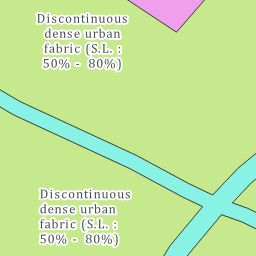 Discontinuous
dense urban
fabric (S.L. :
50% -  80%)
Discontinuous
dense urban
fabric (S.L. :
50% -  80%)